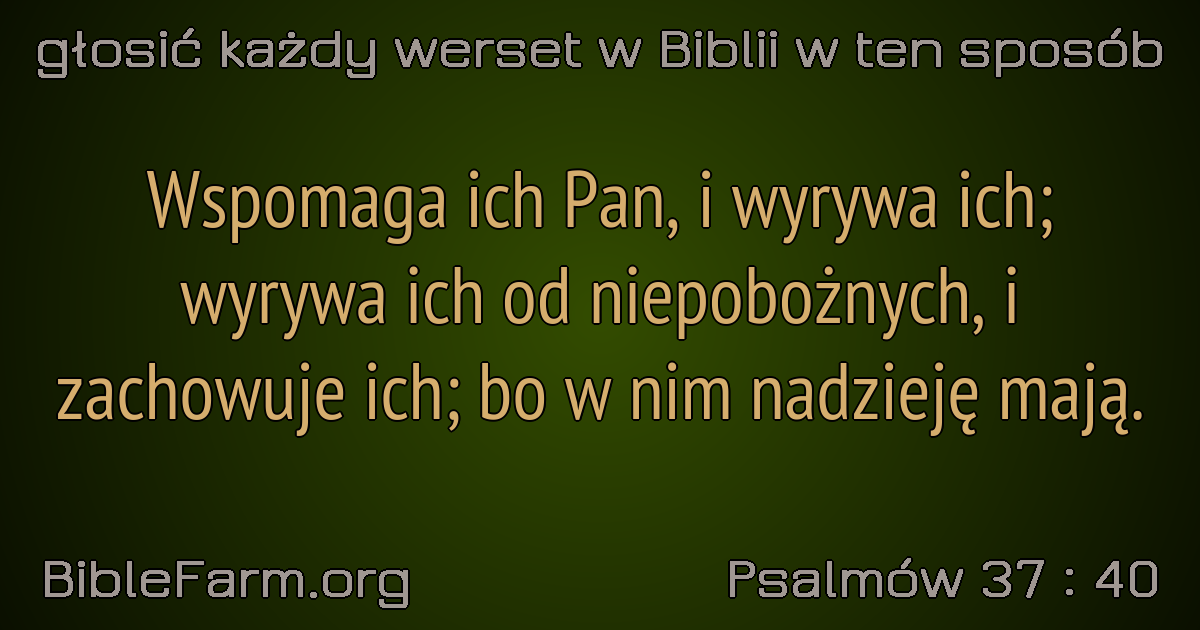 głosić każdy werset w Biblii w ten sposób
Wspomaga ich Pan, i wyrywa ich;
wyrywa ich od niepobożnych, i
zachowuje ich; bo w nim nadzieję mają.
BibleFarm.org
Psalmów 37 : 40